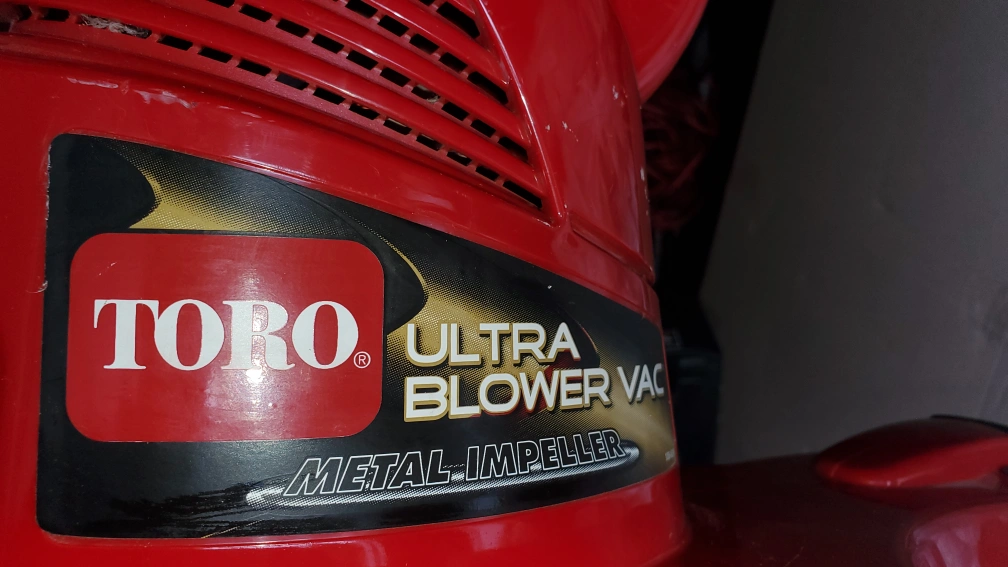 TORO®
ULTRA
BLOWER VAC
METAL IMPELLER